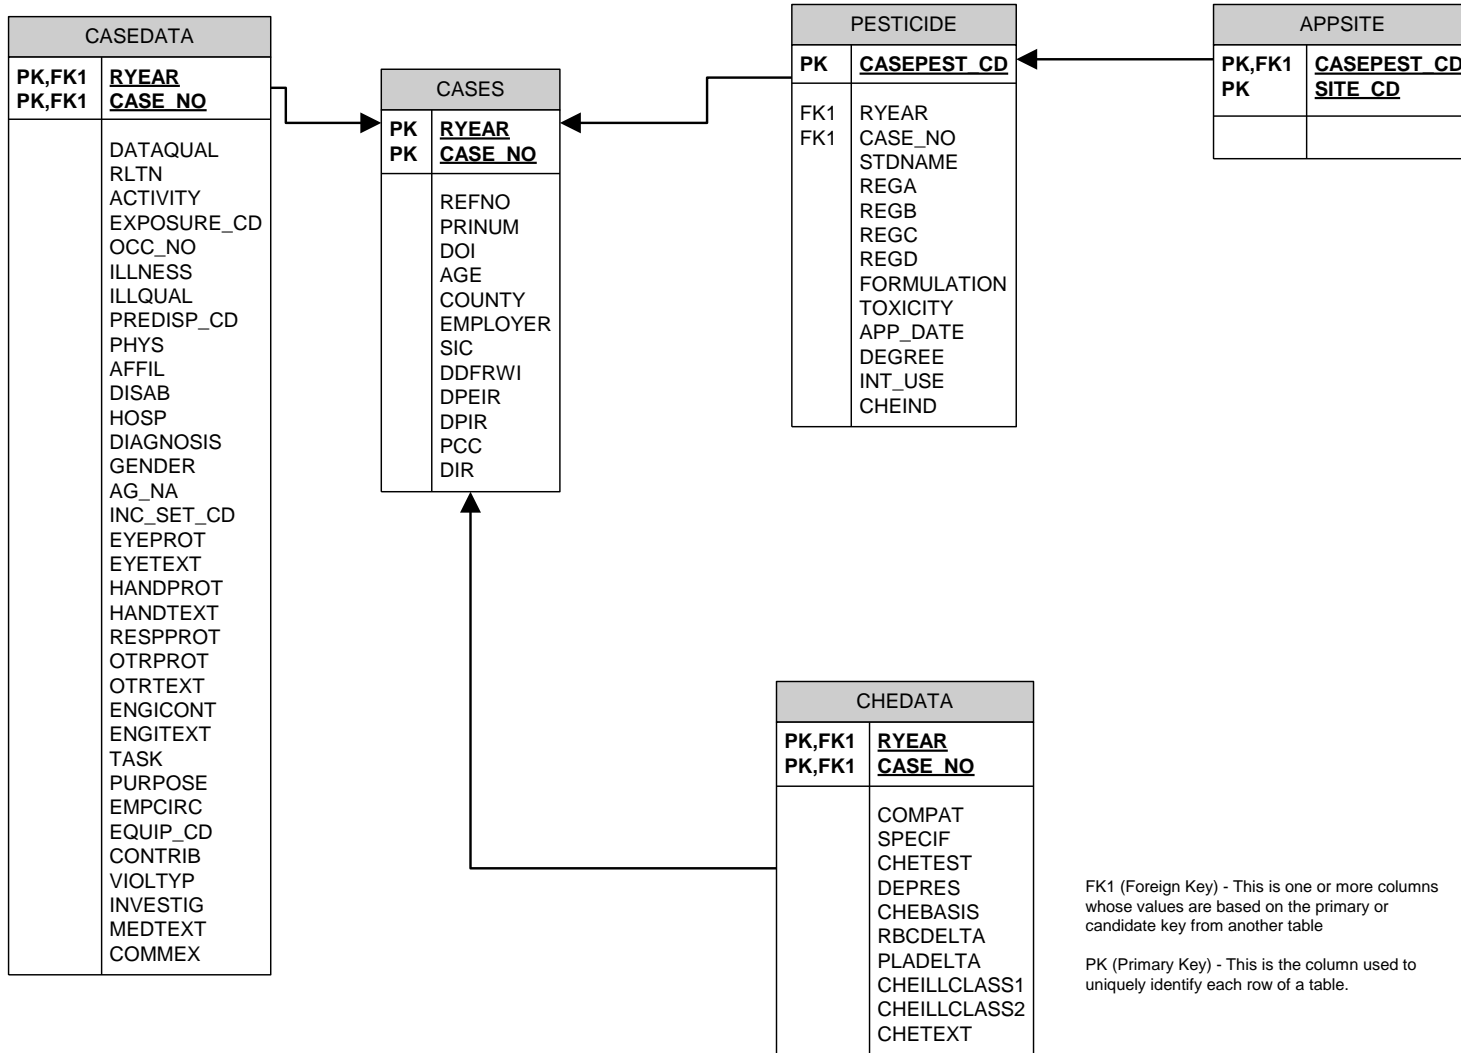 CASEDATA
PK,FK1 RYEAR
PK,FK1 CASE_NO
DATAQUAL
RLTN
ACTIVITY
EXPOSURE_CD
OCC_NO
ILLNESS
ILLQUAL
PREDISP_CD
PHYS
AFFIL
DISAB
HOSP
DIAGNOSIS
GENDER
AG_NA
INC_SET_CD
EYEPROT
EYETEXT
HANDPROT
HANDTEXT
RESPPROT
OTRPROT
OTRTEXT
ENGICONT
ENGITEXT
TASK
PURPOSE
EMPCIRC
EQUIP_CD
CONTRIB
VIOLTYP
INVESTIG
MEDTEXT
COMMEX
CASES
PK RYEAR
PK CASE_NO
REFNO
PRINUM
DOI
AGE
COUNTY
EMPLOYER
SIC
DDFRWI
DPEIR
DPIR
PCC
DIR
PESTICIDE
PK CASEPEST_CD
FK1 RYEAR
FK1 CASE_NO
STDNAME
REGA
REGB
REGC
REGD
FORMULATION
TOXICITY
APP_DATE
DEGREE
INT_USE
CHEIND
APPSITE
PK,FK1 CASEPEST_CD
PK SITE_CD
CHEDATA
PK,FK1 RYEAR
PK,FK1 CASE_NO
COMPAT
SPECIF
CHETEST
DEPRES
CHEBASIS
RBCDELTA
PLADELTA
CHEILLCLASS1
CHEILLCLASS2
CHETEXT
FK1 (Foreign Key) - This is one or more columns
whose values are based on the primary or
candidate key from another table
PK (Primary Key) - This is the column used to
uniquely identify each row of a table.